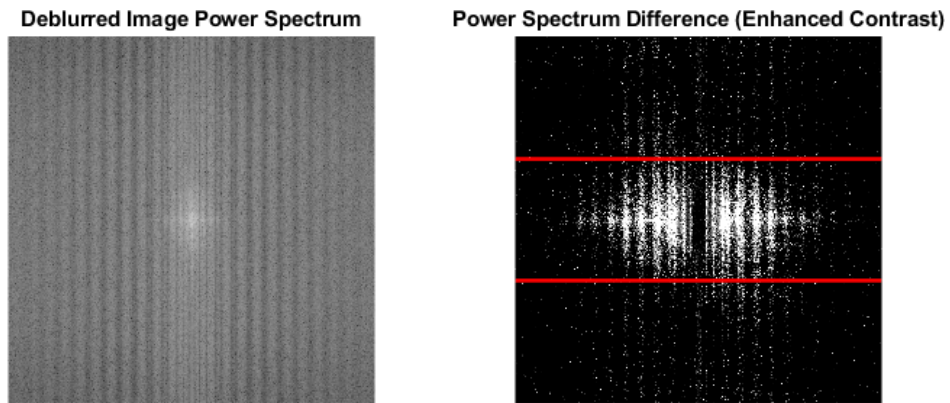 Deblurred Image Power Spectrum
Power Spectrum Difference (Enhanced Contrast)